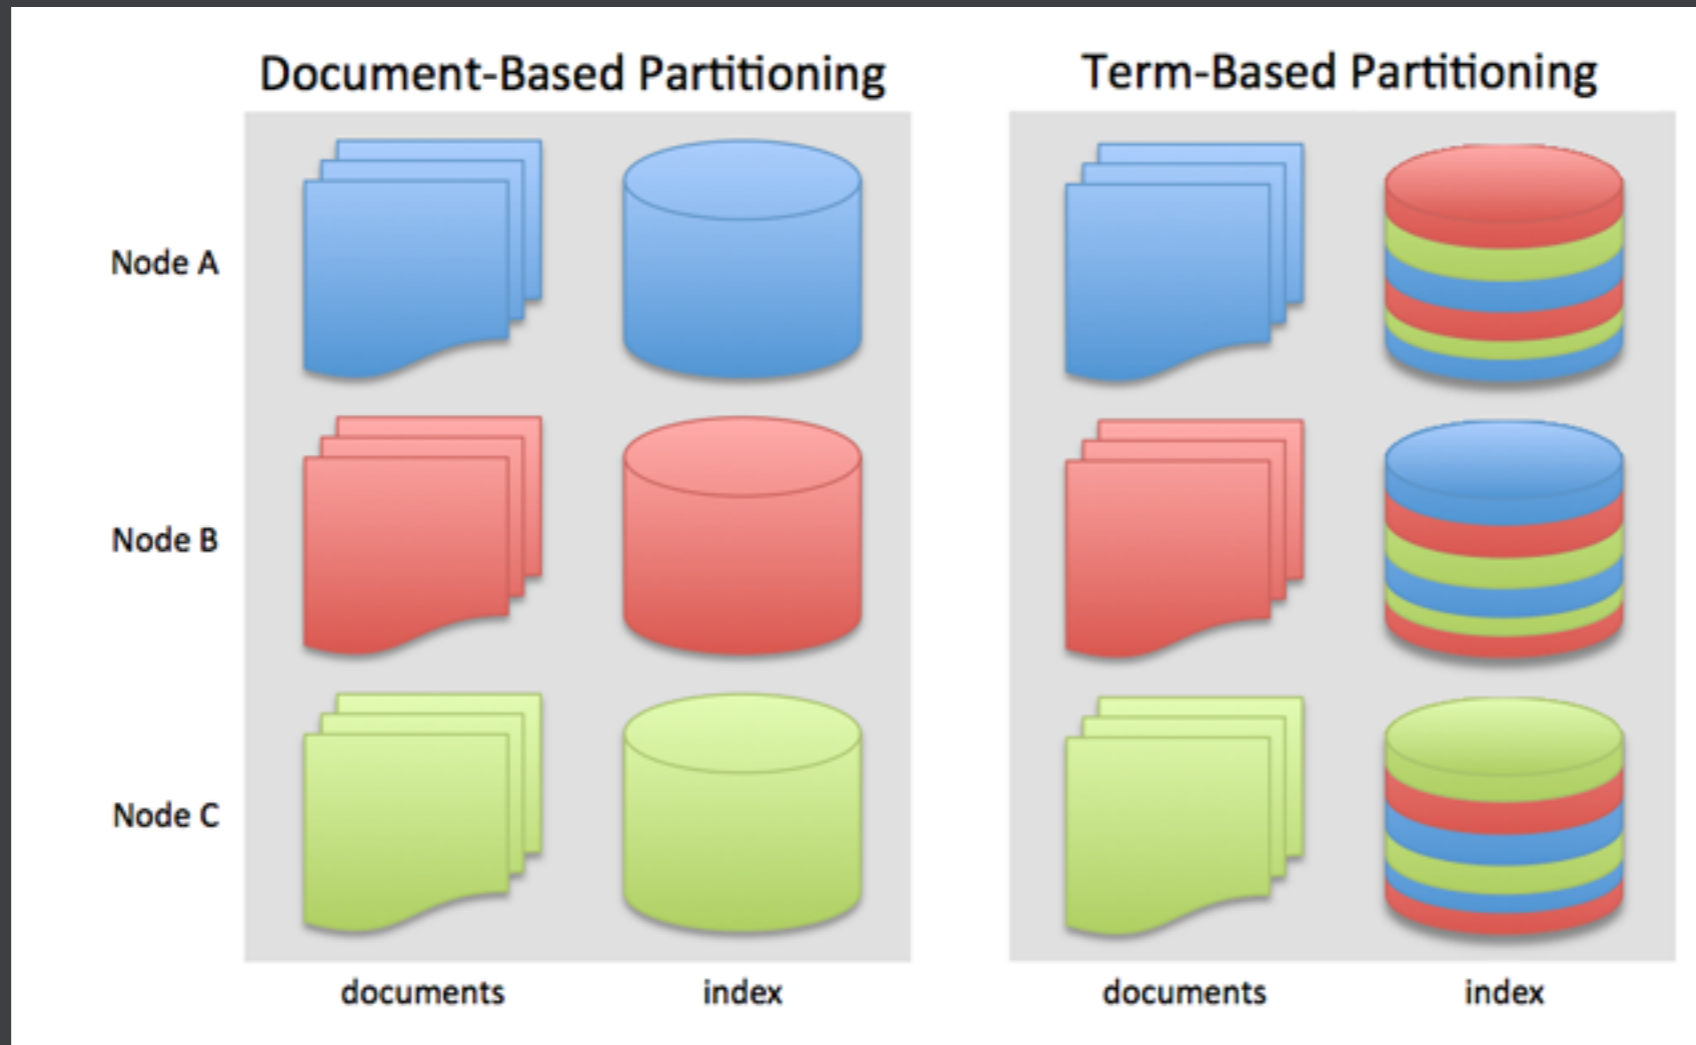 Document-Based Partitioning
Term-Based Partitioning
Node A
Node B
Node C
documents
index
documents
index